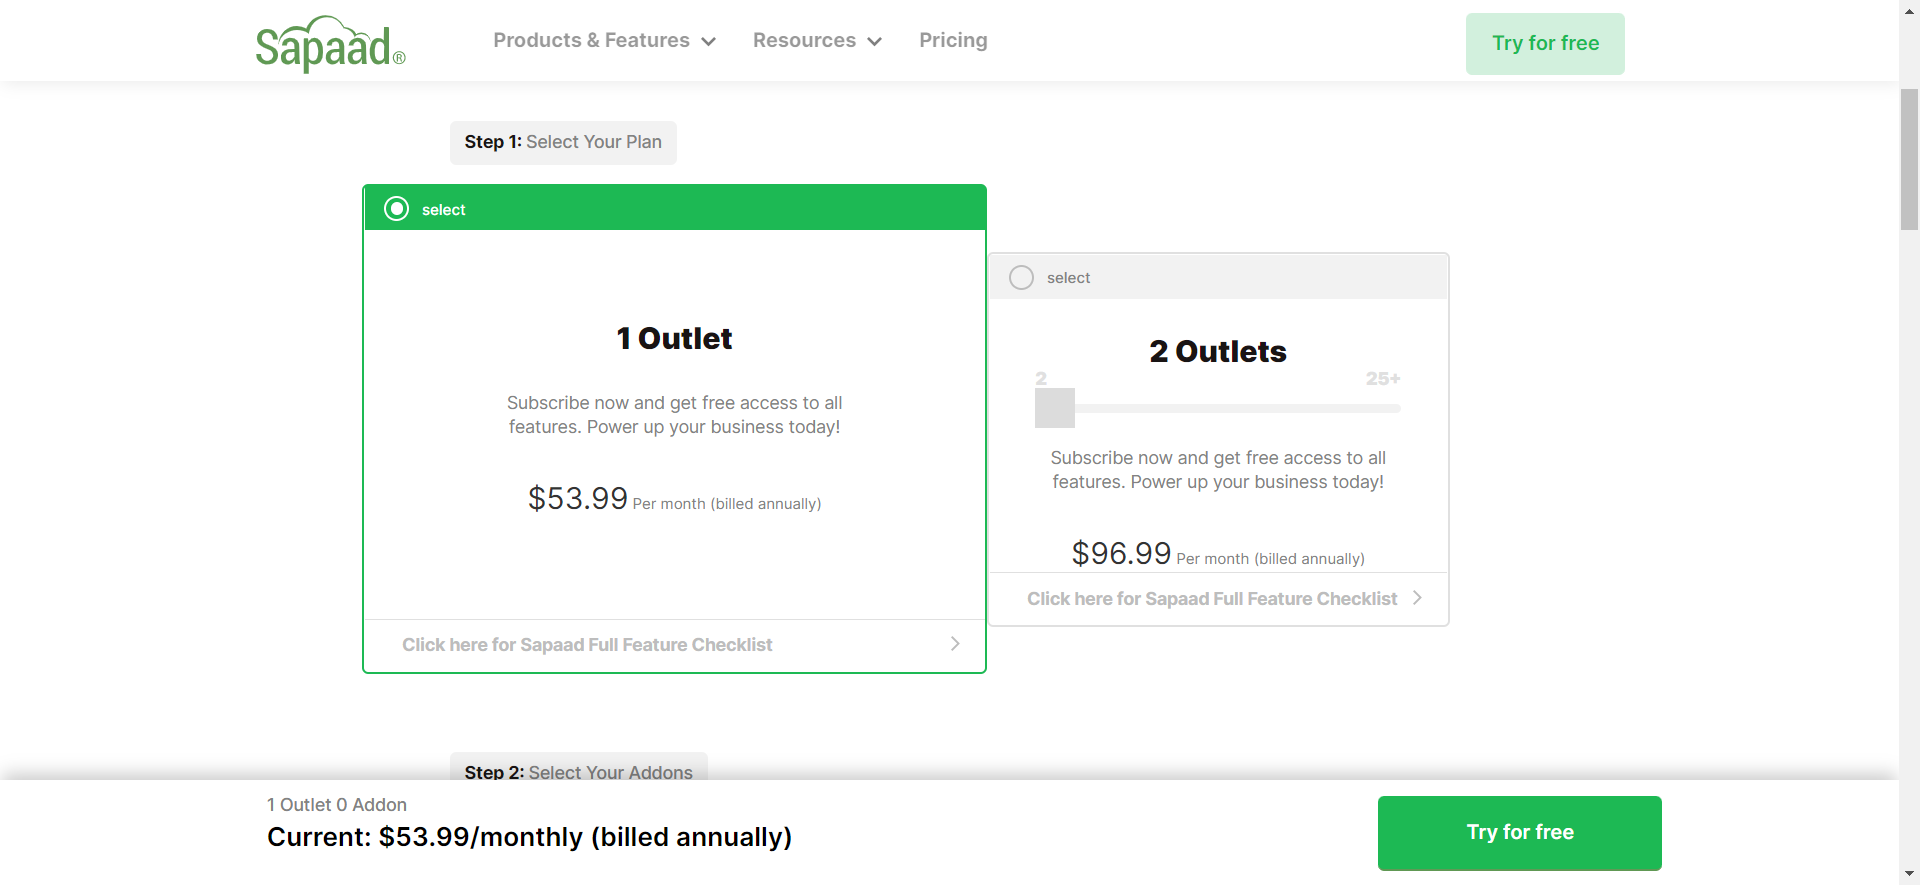 Sapaad®
Products & Features
Resources
Pricing
Try for free
Step 1: Select Your Plan
select
1 Outlet
Subscribe now and get free access to all
features. Power up your business today!
$53.99 Per month (billed annually)
Click here for Sapaad Full Feature Checklist
select
2 Outlets
2
25+
Subscribe now and get free access to all
features. Power up your business today!
$96.99 Per month (billed annually)
Click here for Sapaad Full Feature Checklist
Step 2: Select Your Addons
1 Outlet 0 Addon
Current: $53.99/monthly (billed annually)
Try for free